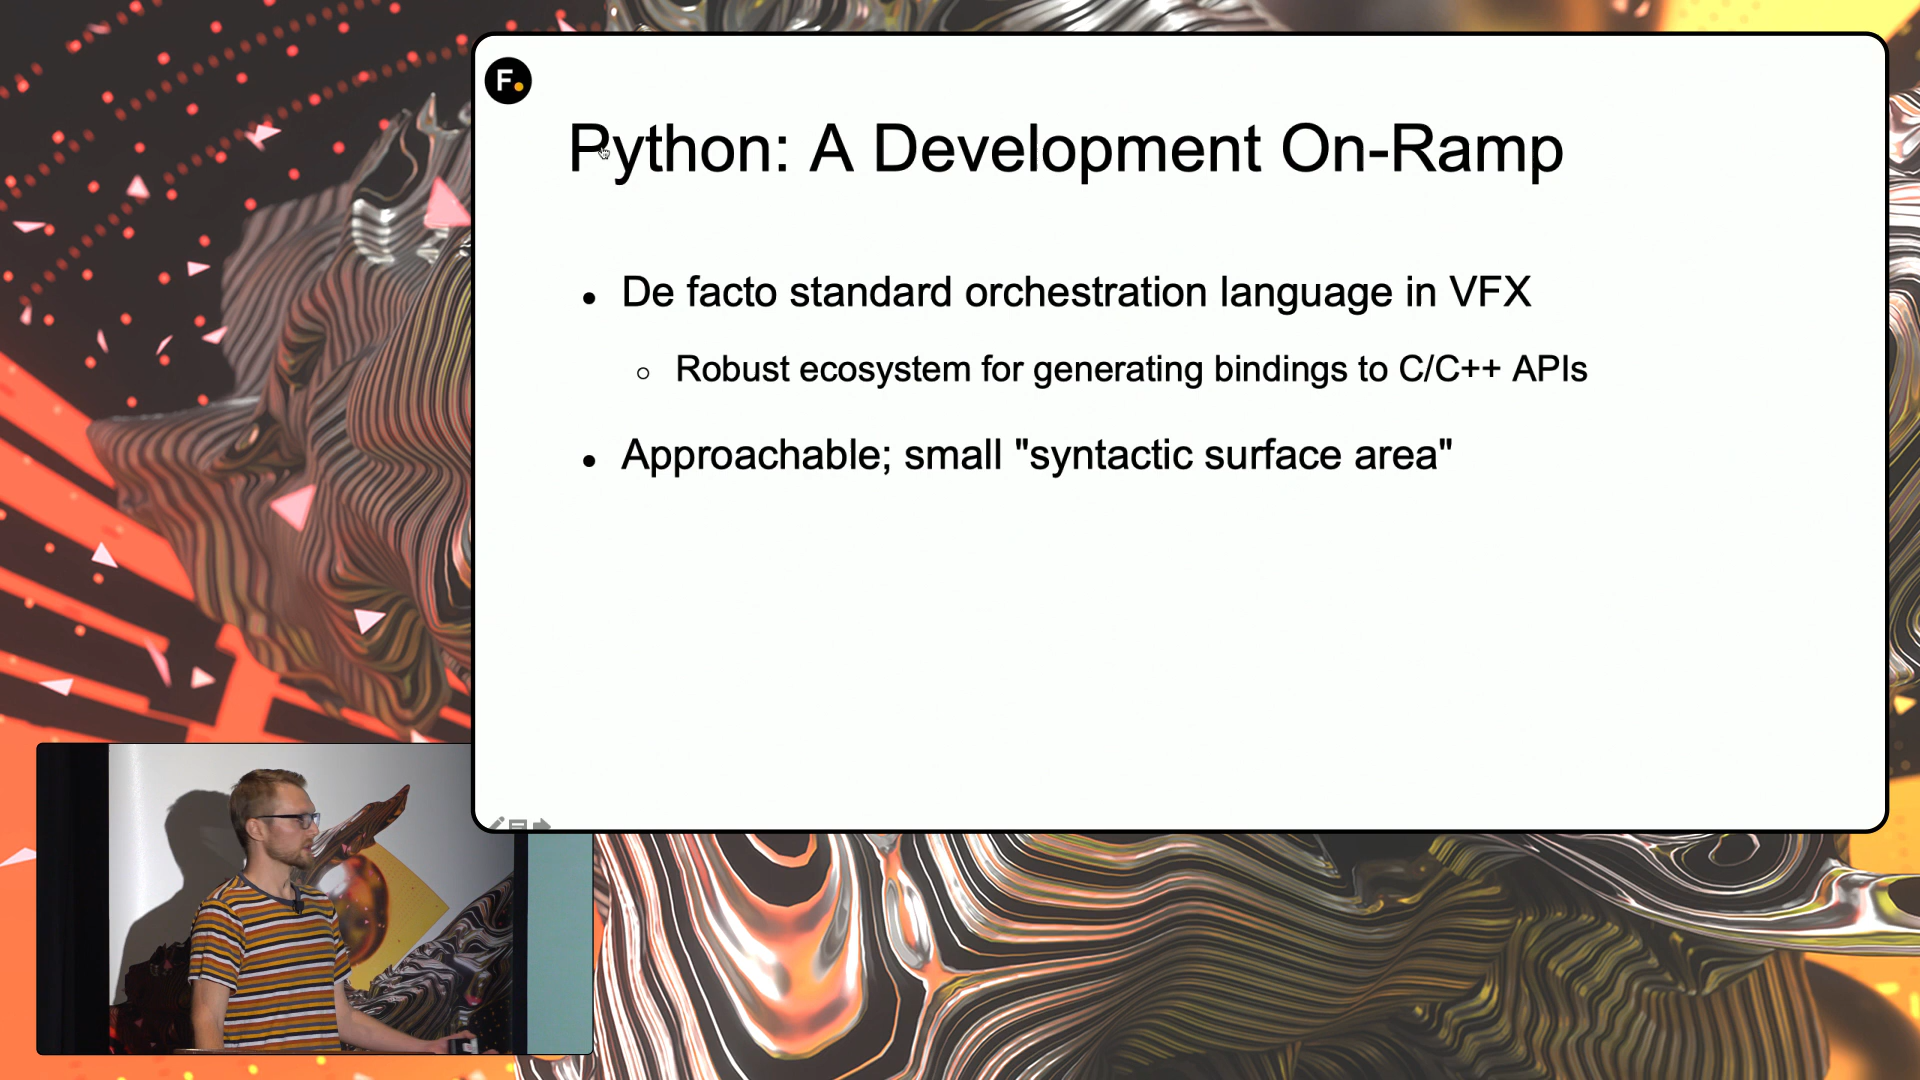 F.
Python: A Development On-Ramp
De facto standard orchestration language in VFX
Robust ecosystem for generating bindings to C/C++ APIs
Approachable; small "syntactic surface area"